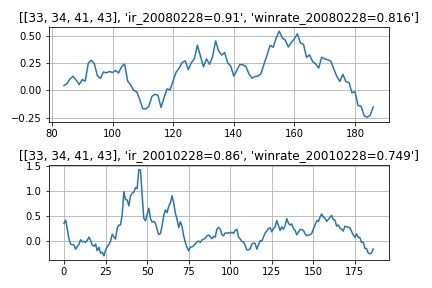 [[33, 34, 41, 43], 'ir_20080228=0.91', 'winrate_20080228=0.816']
0.50
0.25
0.00
−0.25
80 100 120 140 160 180
[[33, 34, 41, 43], 'ir_20010228=0.86', 'winrate_20010228=0.749']
1.5
1.0
0.5
0.0
0 25 50 75 100 125 150 175